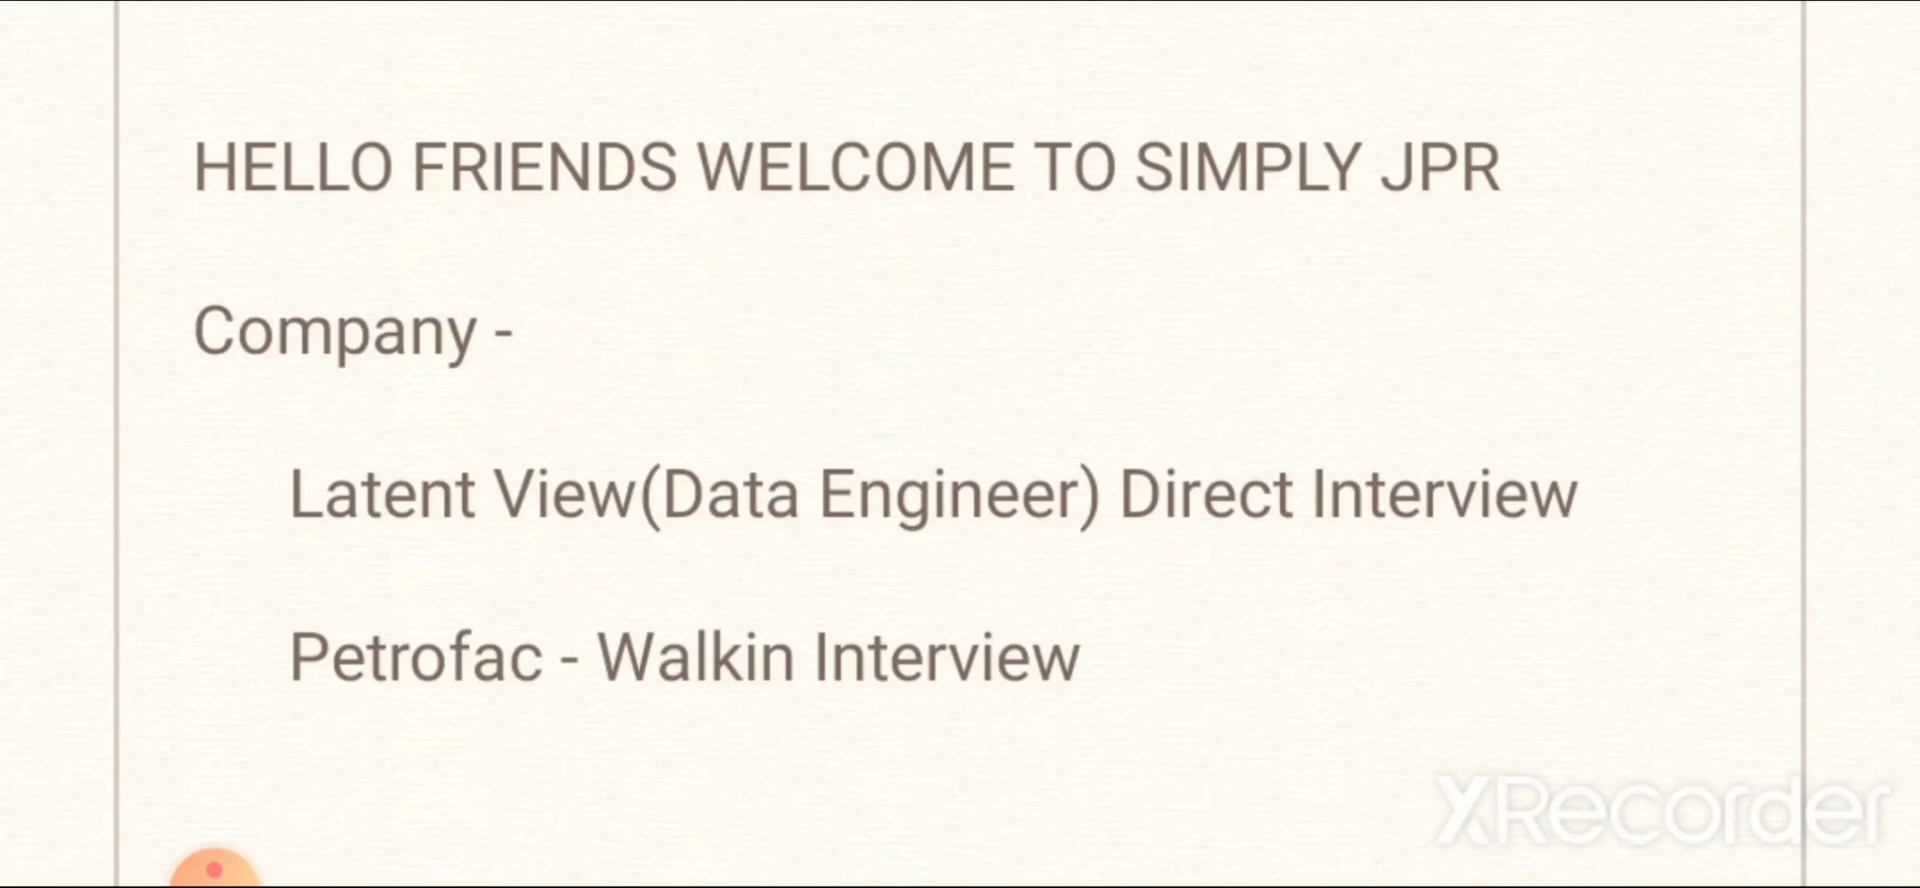 HELLO FRIENDS WELCOME TO SIMPLY JPR
Company -
Latent View(Data Engineer) Direct Interview
Petrofac - Walkin Interview
XRecorder